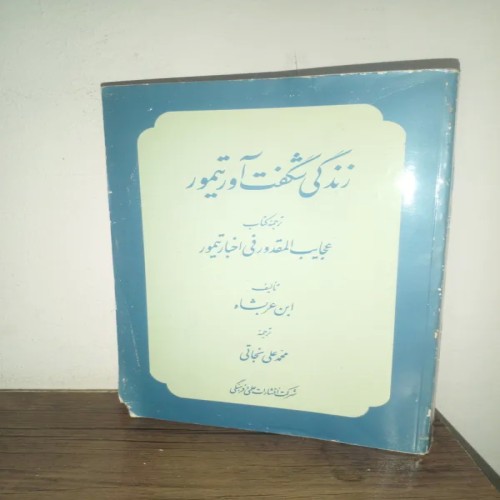 زندگی شگفت آور تیمور
ترجمه کتاب
عجایب المقدور فی اخبار تیمور
تألیف
ابن عربشاه
ترجمه
محمد علی نجاتی
شرکت انتشارات علمی و فرهنگی